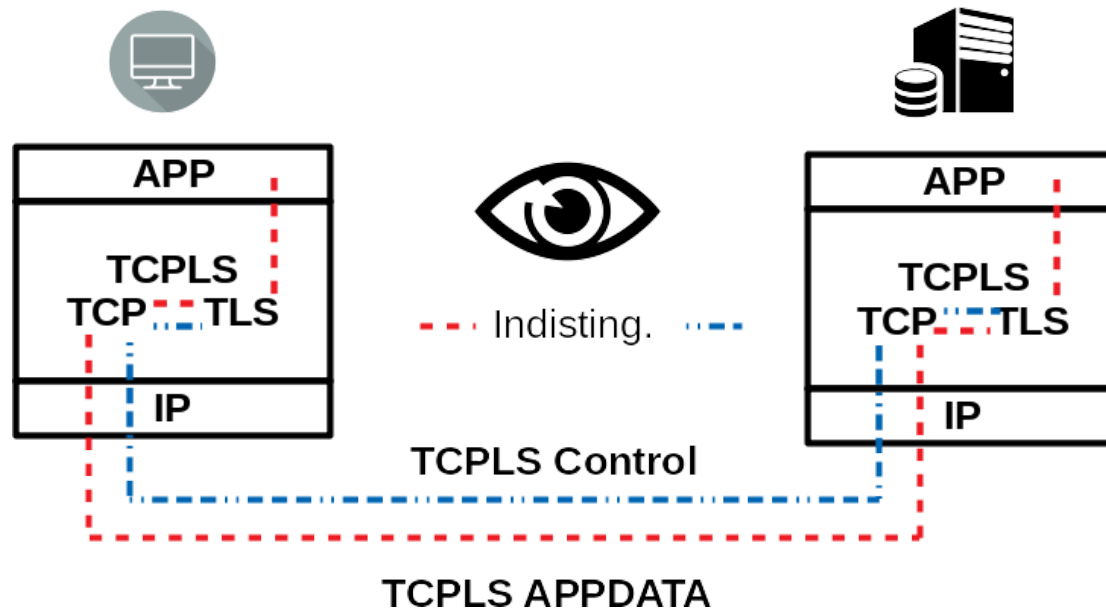 APP
TCPLS
TCP TLS
IP
Indisting.
APP
TCPLS
TCP TLS
IP
TCPLS Control
TCPLS APPDATA